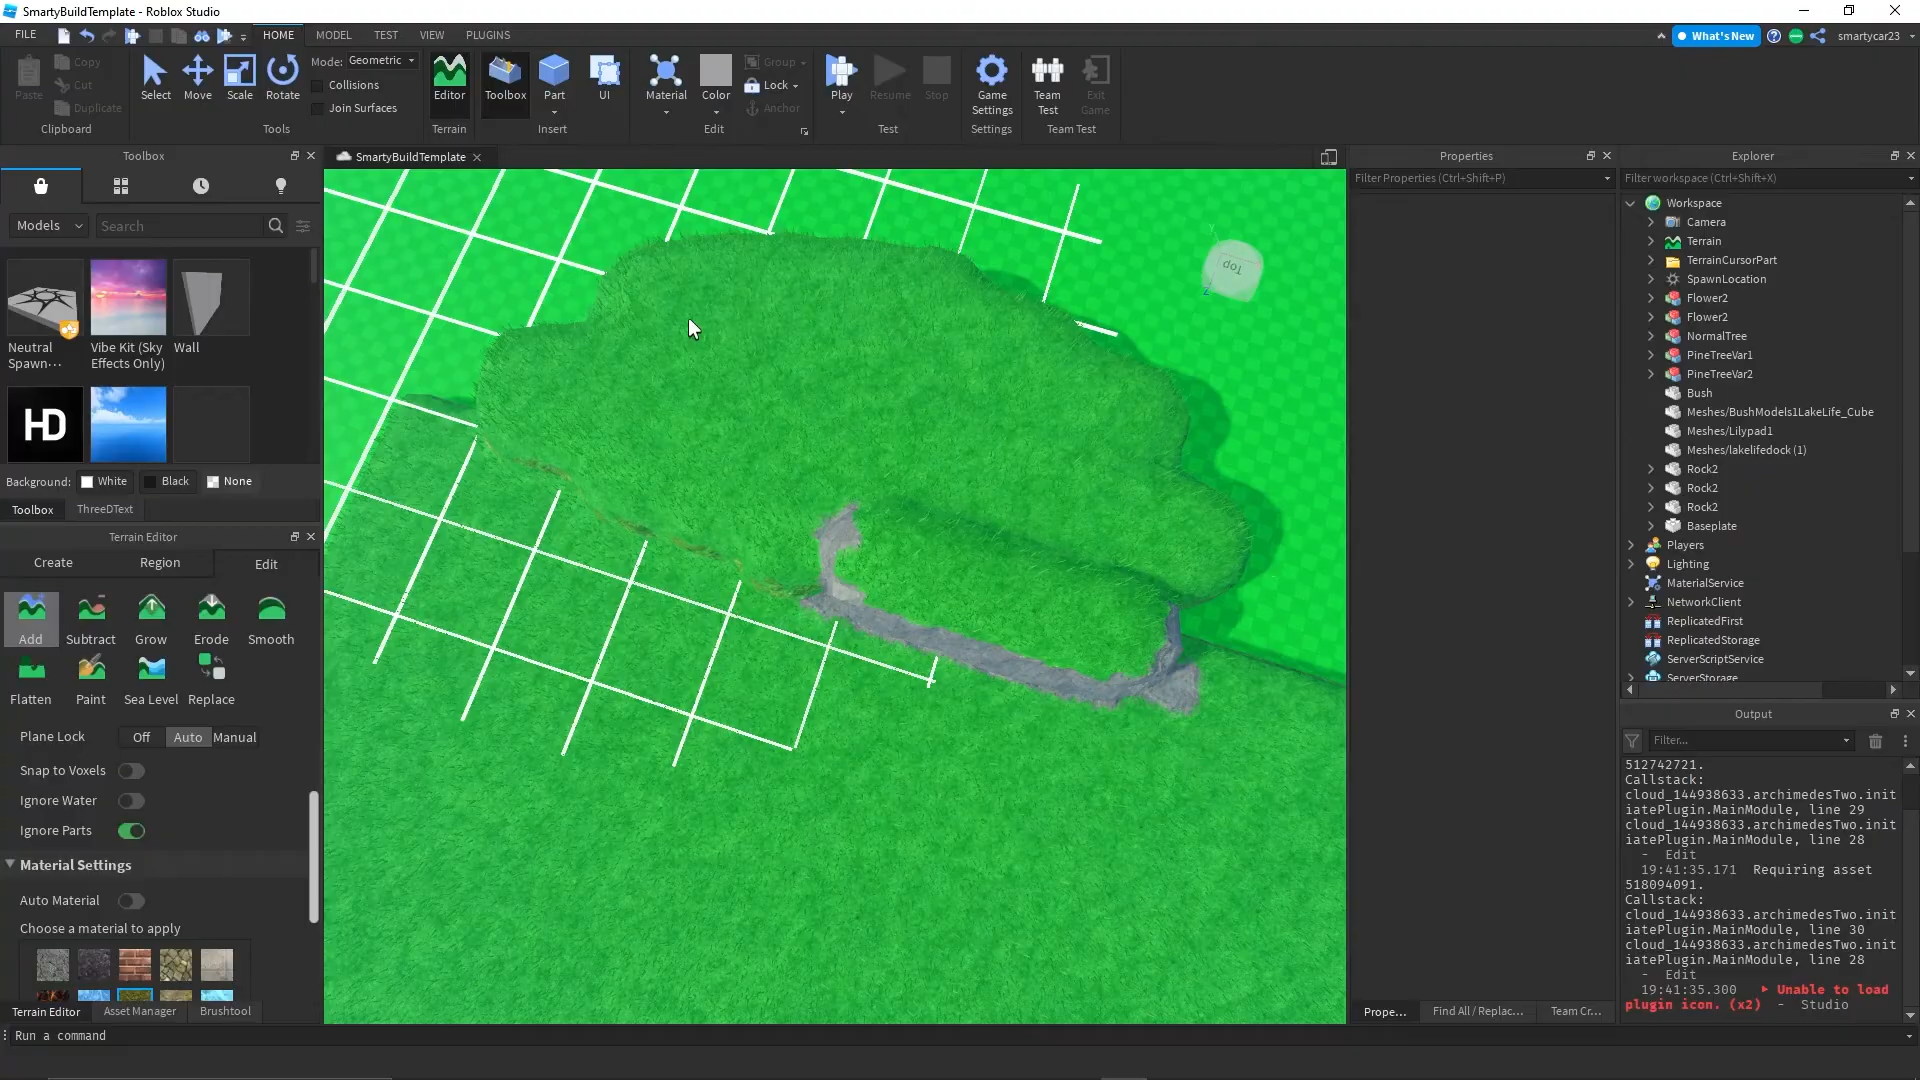 SmartyBuildTemplate - Roblox Studio
FILE
HOME
MODEL
TEST
VIEW
PLUGINS
What's New
smartycar23
Paste
Copy
Cut
Duplicate
Clipboard
Select
Move
Scale
Rotate
Mode:
Geometric
Collisions
Join Surfaces
Tools
Editor
Terrain
Toolbox
Part
UI
Insert
Material
Color
Group
Lock
Anchor
Edit
Play
Resume
Stop
Test
Game
Settings
Settings
Team
Test
Exit
Game
Team Test
Toolbox
Models
Search
Neutral
Spawn...
Vibe Kit (Sky
Effects Only)
Wall
HD
Background:
White
Black
None
Toolbox
ThreeDText
Terrain Editor
Create
Region
Edit
Add
Subtract
Grow
Erode
Smooth
Flatten
Paint
Sea Level
Replace
Plane Lock
Off
Auto
Manual
Snap to Voxels
Ignore Water
Ignore Parts
Material Settings
Auto Material
Choose a material to apply
Terrain Editor
Asset Manager
Brushtool
Run a command
SmartyBuildTemplate
Top
Y
Z
Properties
Filter Properties (Ctrl+Shift+P)
Prope...
Find All / Replac...
Team Cr...
Explorer
Filter workspace (Ctrl+Shift+X)
Workspace
Camera
Terrain
TerrainCursorPart
SpawnLocation
Flower2
Flower2
NormalTree
PineTreeVar1
PineTreeVar2
Bush
Meshes/BushModels1LakeLife_Cube
Meshes/Lilypad1
Meshes/lakelifedock (1)
Rock2
Rock2
Rock2
Baseplate
Players
Lighting
MaterialService
NetworkClient
ReplicatedFirst
ReplicatedStorage
ServerScriptService
ServerStorage
Output
Filter...
512742721.
Callstack:
cloud_144938633.archimedesTwo.init
iatePlugin.MainModule, line 29
cloud_144938633.archimedesTwo.init
iatePlugin.MainModule, line 28
- Edit
19:41:35.171 Requiring asset
518094091.
Callstack:
cloud_144938633.archimedesTwo.init
iatePlugin.MainModule, line 30
cloud_144938633.archimedesTwo.init
iatePlugin.MainModule, line 28
- Edit
19:41:35.300 Unable to load
plugin icon. (x2) - Studio